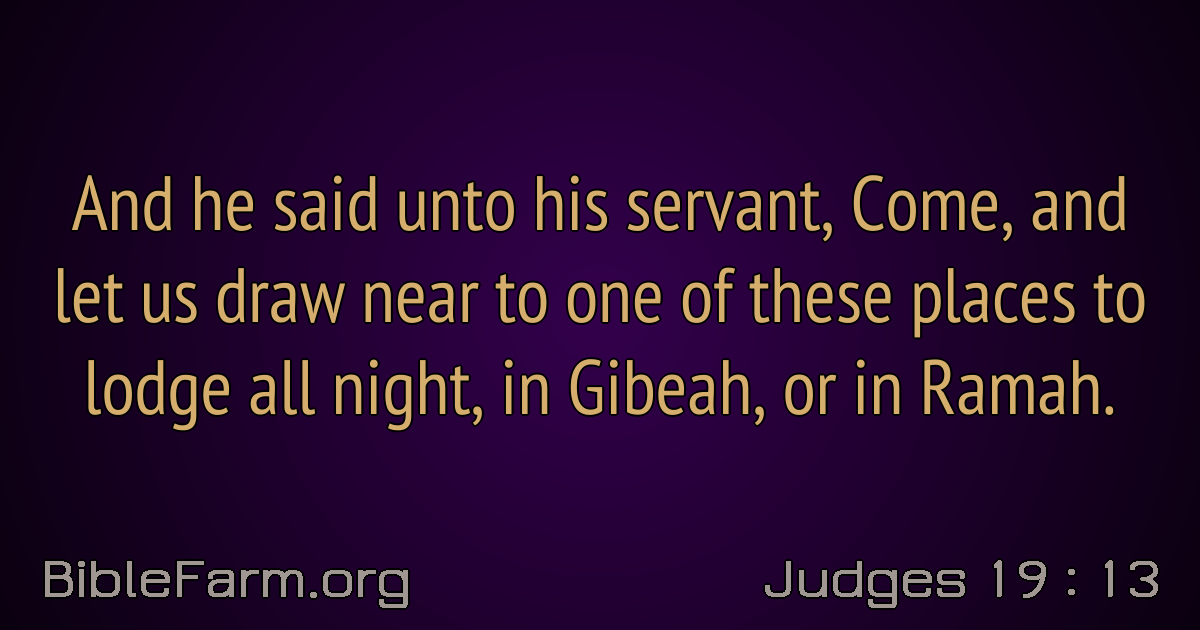 And he said unto his servant, Come, and
let us draw near to one of these places to
lodge all night, in Gibeah, or in Ramah.
BibleFarm.org
Judges 19 : 13